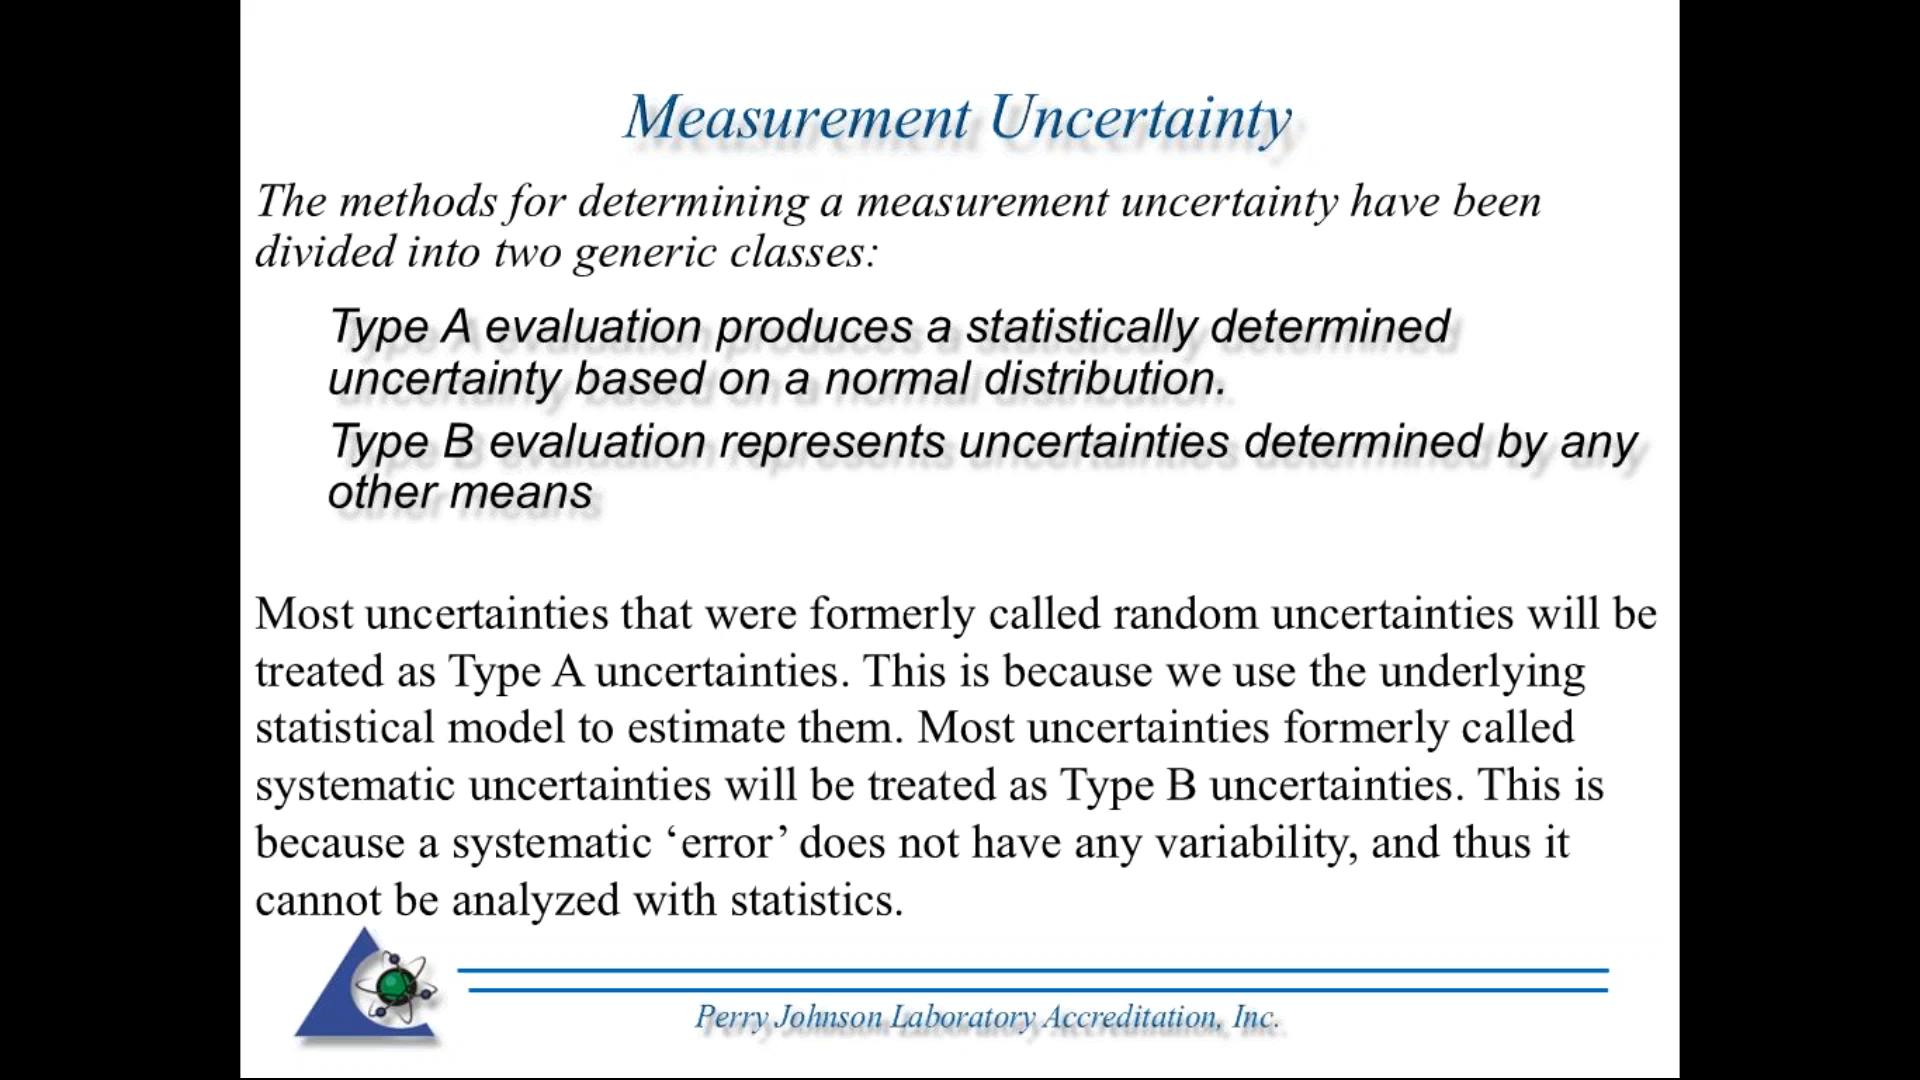 Measurement Uncertainty
The methods for determining a measurement uncertainty have been
divided into two generic classes:
Type A evaluation produces a statistically determined
uncertainty based on a normal distribution.
Type B evaluation represents uncertainties determined by any
other means
Most uncertainties that were formerly called random uncertainties will be
treated as Type A uncertainties. This is because we use the underlying
statistical model to estimate them. Most uncertainties formerly called
systematic uncertainties will be treated as Type B uncertainties. This is
because a systematic ‘error’ does not have any variability, and thus it
cannot be analyzed with statistics.
Perry Johnson Laboratory Accreditation, Inc.